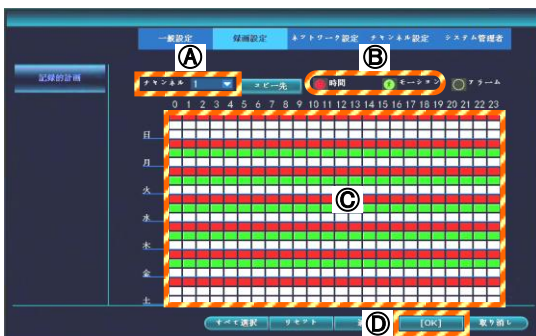 一般設定 録画設定 ネットワーク設定 チャンネル設定 システム管理者
Ⓐ Ⓑ
記録的計画
チャンネル 1 コピー先 時間 モーション アラーム
0 1 2 3 4 5 6 7 8 9 10 11 12 13 14 15 16 17 18 19 20 21 22 23
日
月
火
Ⓒ
水
木
金
土
すべて選択 リセット Ⓓ [OK] 取り消し